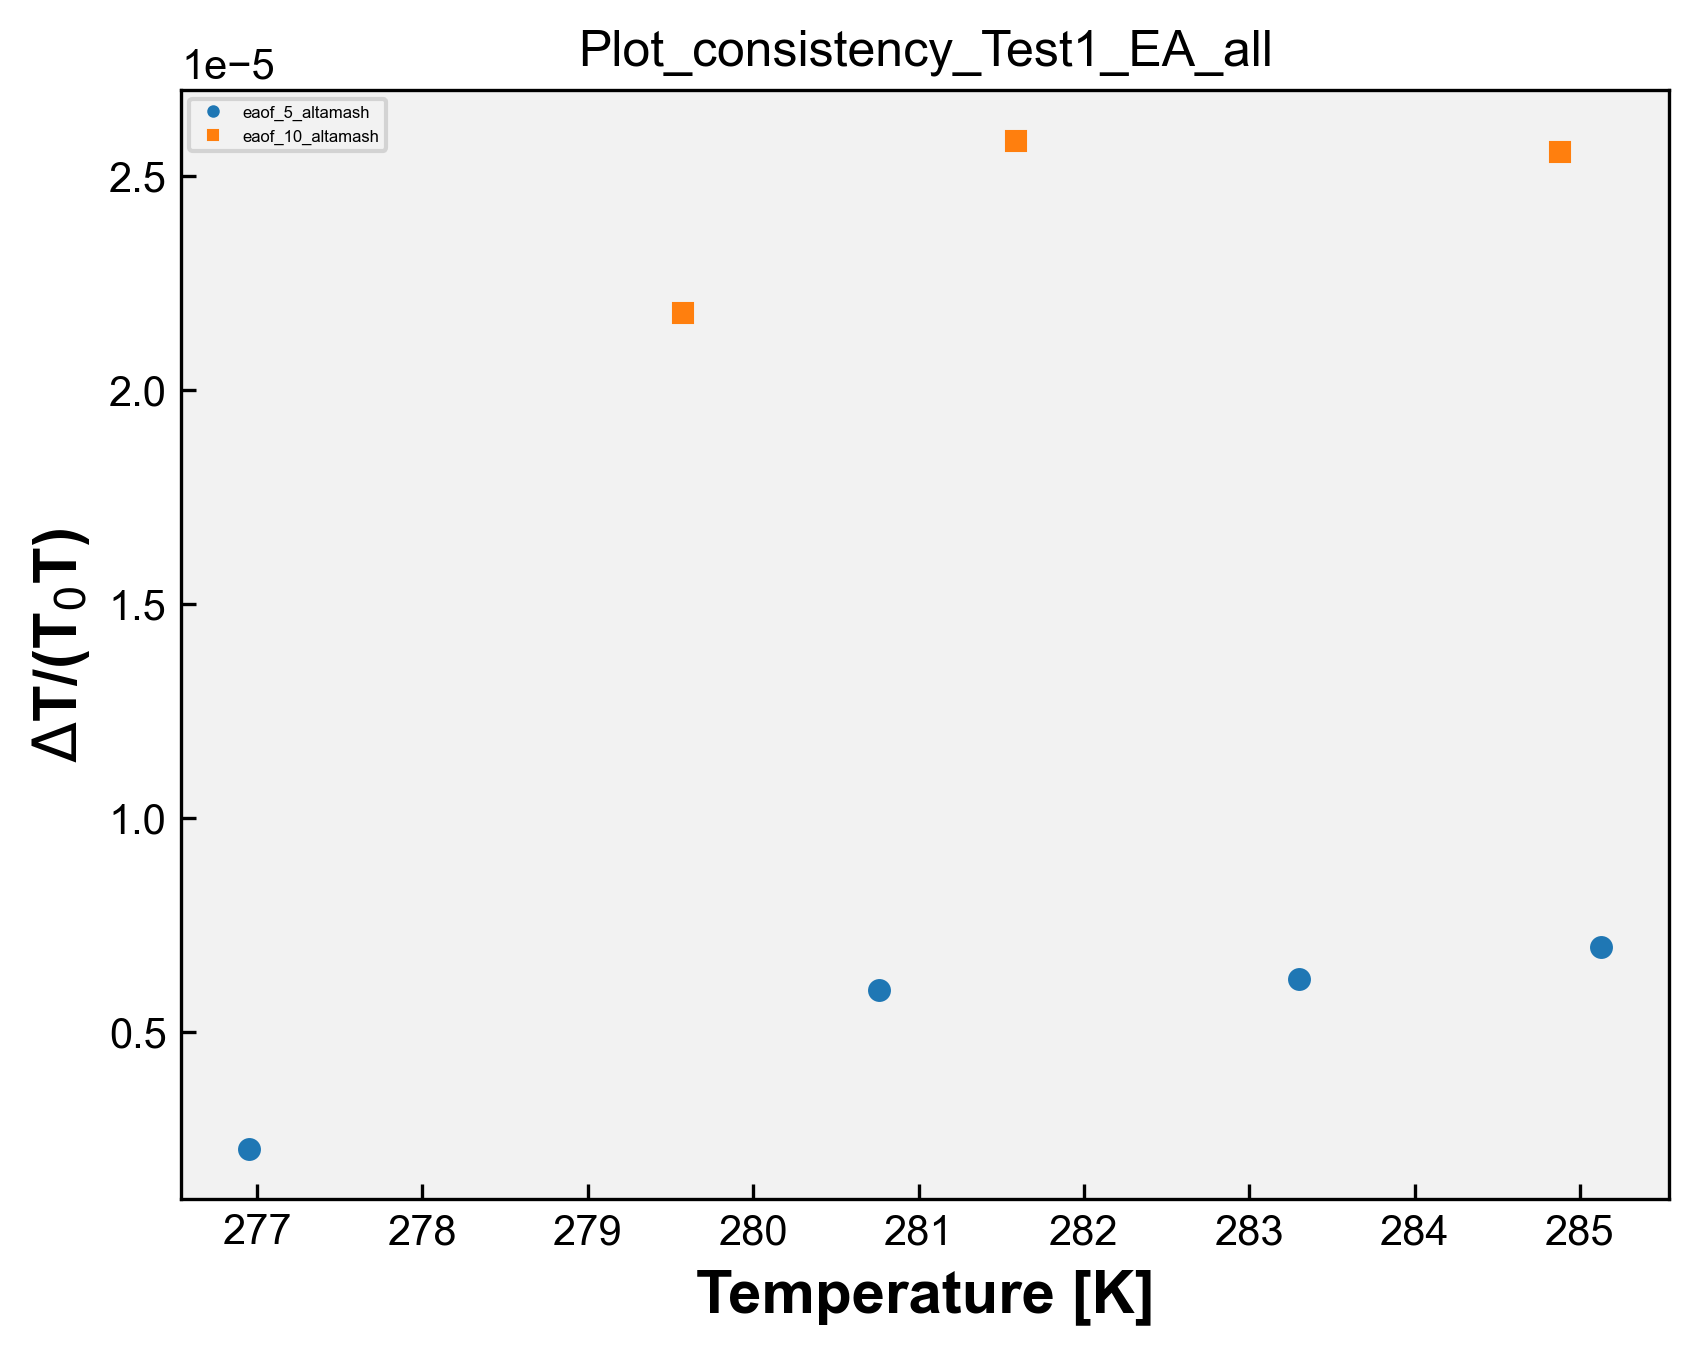 Plot_consistency_Test1_EA_all
1e−5
eaof_5_altamash
eaof_10_altamash
2.5
2.0
1.5
1.0
0.5
ΔT/(T₀T)
277 278 279 280 281 282 283 284 285
Temperature [K]